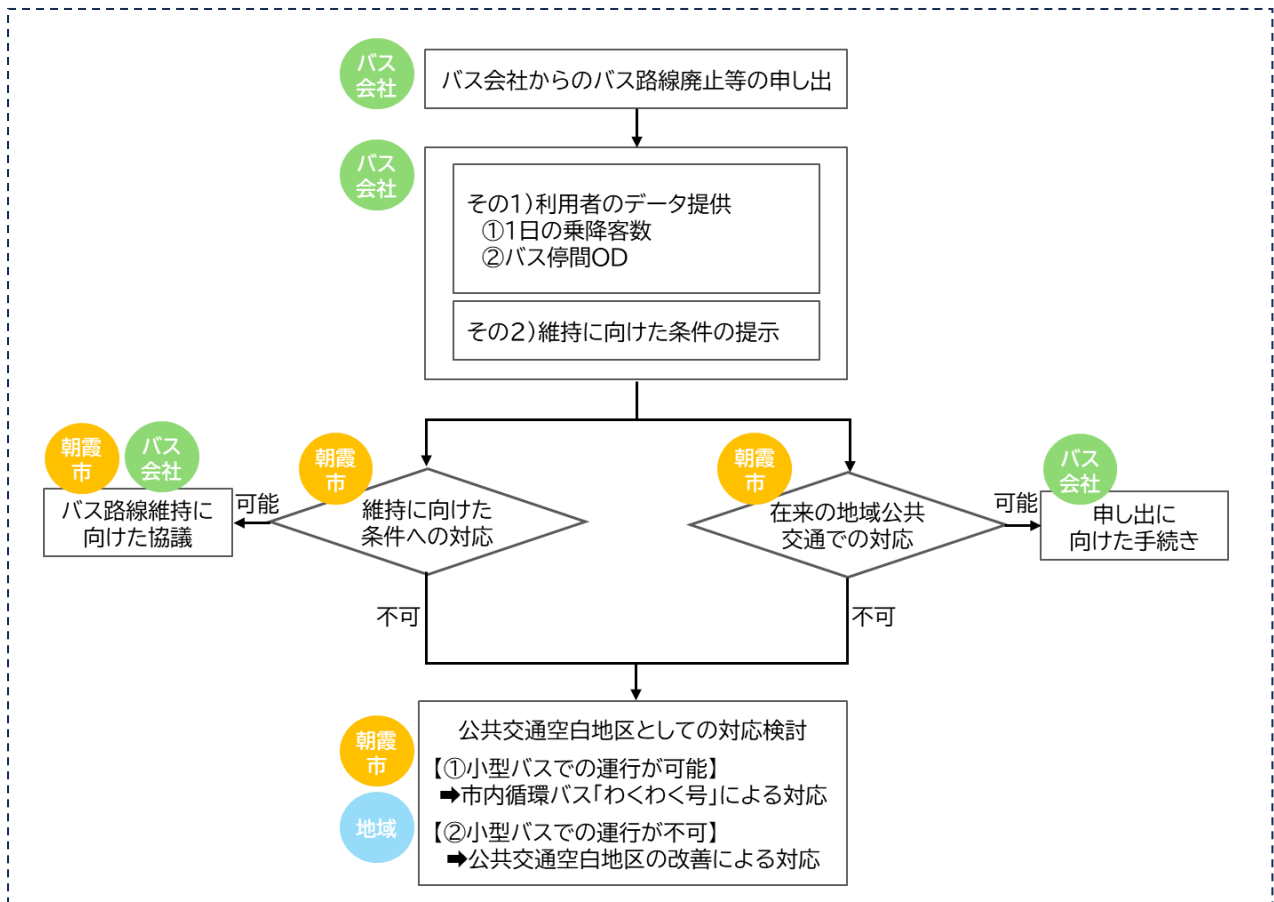 バス
会社
バス会社からのバス路線廃止等の申し出
バス
会社
その1)利用者のデータ提供
①1日の乗降客数
②バス停間OD
その2)維持に向けた条件の提示
朝霞
市
バス
会社
バス路線維持に
向けた協議
可能
朝霞
市
維持に向けた
条件への対応
不可
朝霞
市
在来の地域公共
交通での対応
不可
可能
バス
会社
申し出に
向けた手続き
朝霞
市
地域
公共交通空白地区としての対応検討
【①小型バスでの運行が可能】
➡市内循環バス「わくわく号」による対応
【②小型バスでの運行が不可】
➡公共交通空白地区の改善による対応